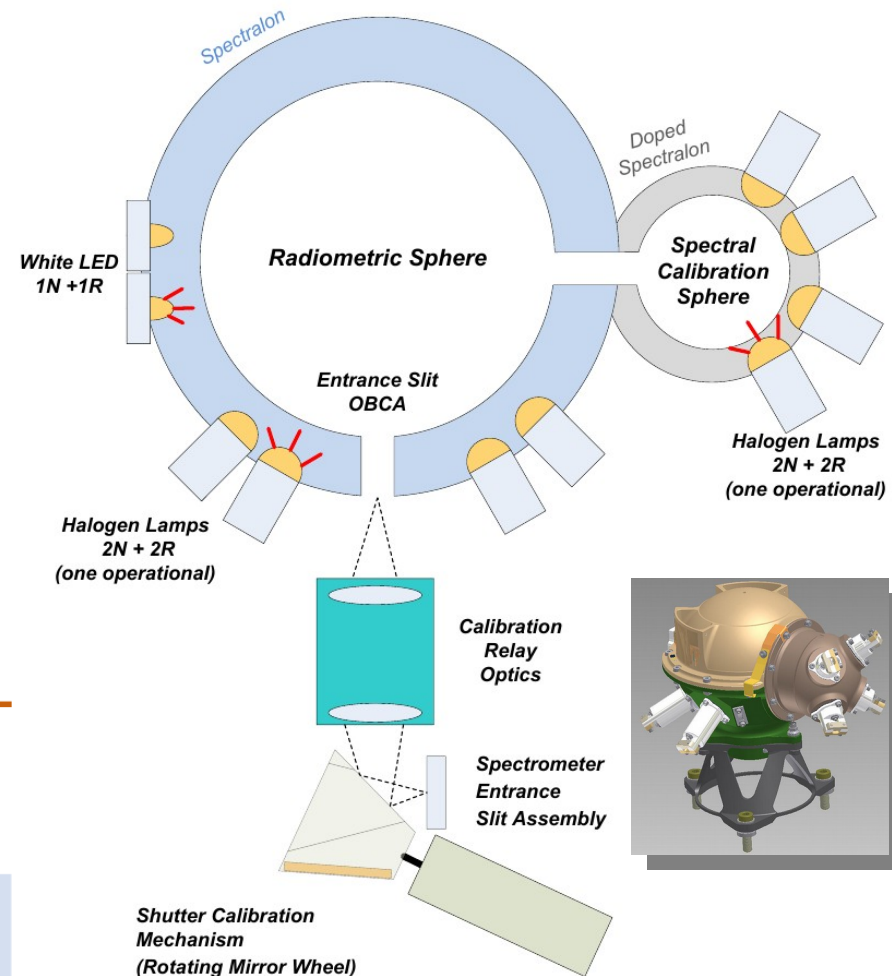 Spectralon
Doped
Spectralon
White LED
1N +1R
Radiometric Sphere
Spectral
Calibration
Sphere
Entrance Slit
OBCA
Halogen Lamps
2N + 2R
(one operational)
Halogen Lamps
2N + 2R
(one operational)
Calibration
Relay
Optics
Spectrometer
Entrance
Slit Assembly
Shutter Calibration
Mechanism
(Rotating Mirror Wheel)